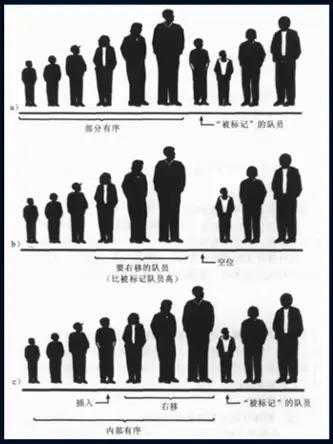 a)
部分有序
“被标记”的队员
b)
要右移的队员
(比被标记队员高)
空位
c)
插入
右移
“被标记”的队员
内部有序